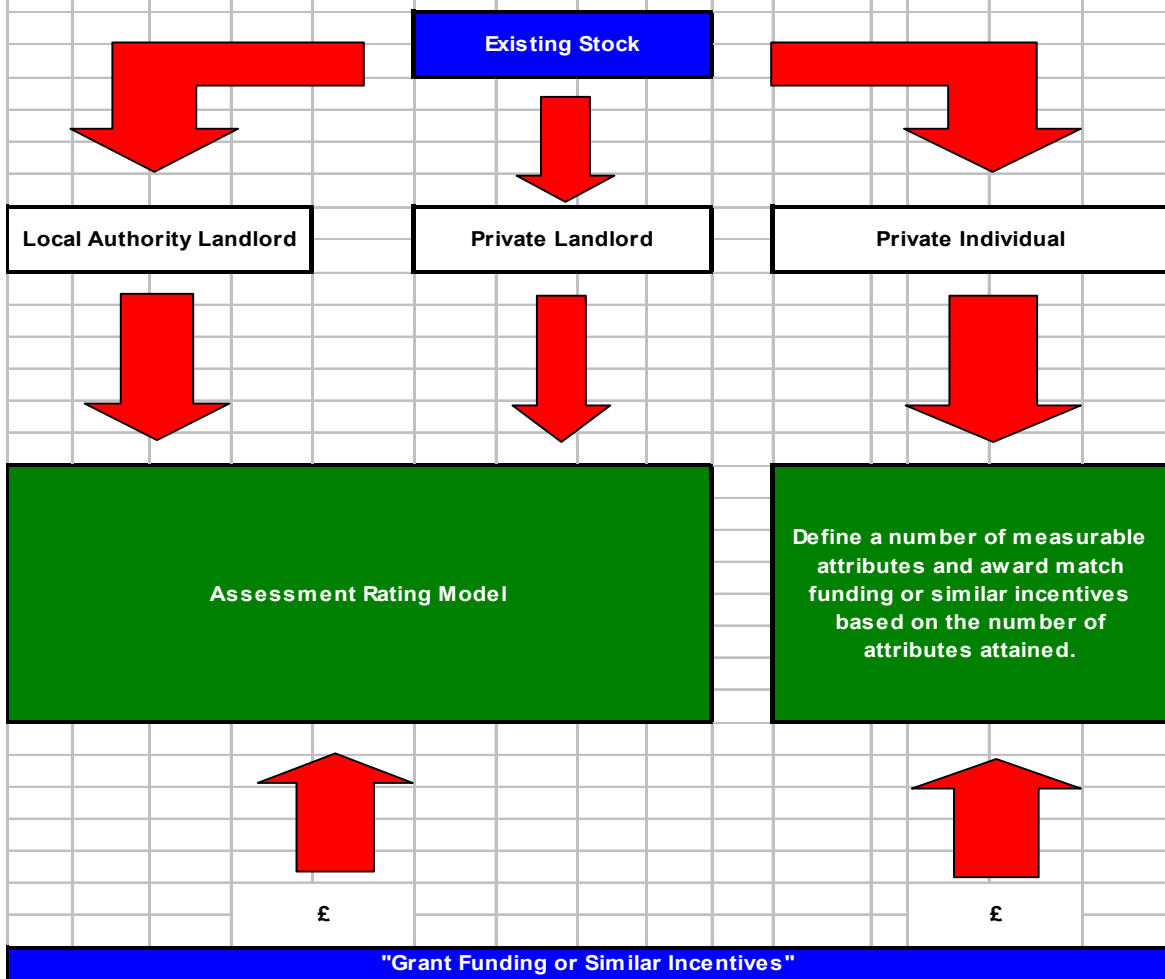 Existing Stock
Local Authority Landlord
Private Landlord
Private Individual
Assessment Rating Model
Define a number of measurable
attributes and award match
funding or similar incentives
based on the number of
attributes attained.
£
£
"Grant Funding or Similar Incentives"